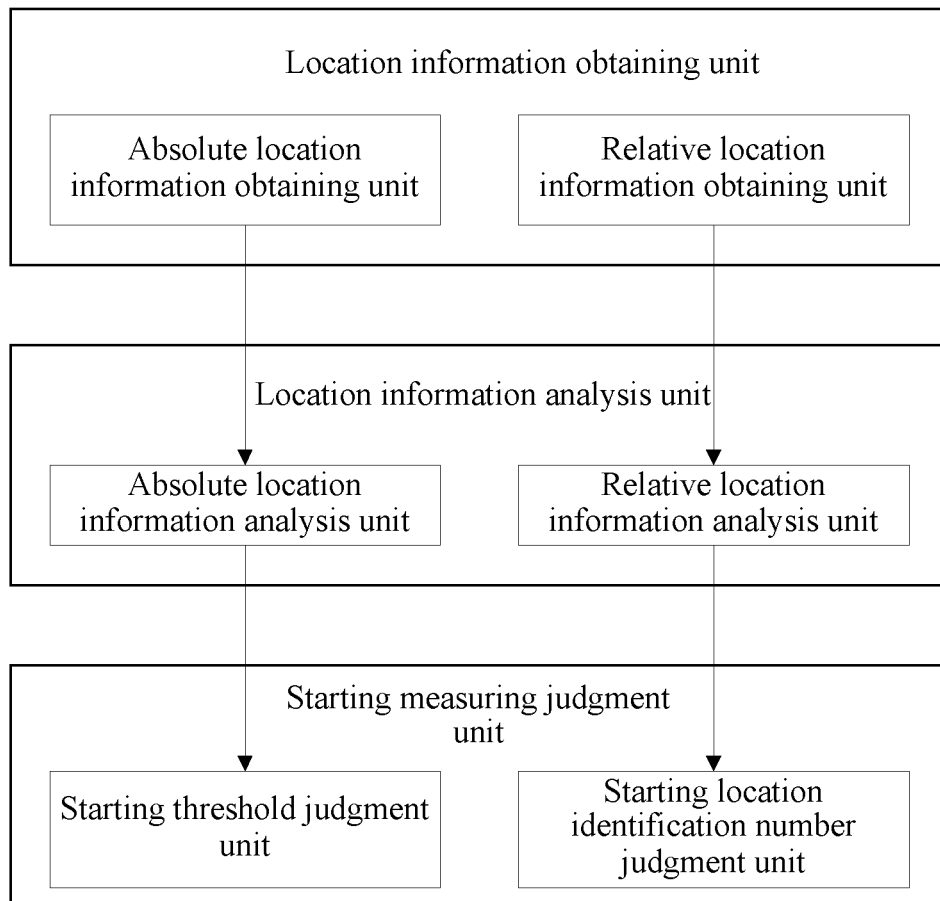 Location information obtaining unit
Absolute location
information obtaining unit
Relative location
information obtaining unit
Location information analysis unit
Absolute location
information analysis unit
Relative location
information analysis unit
Starting measuring judgment
unit
Starting threshold judgment
unit
Starting location
identification number
judgment unit